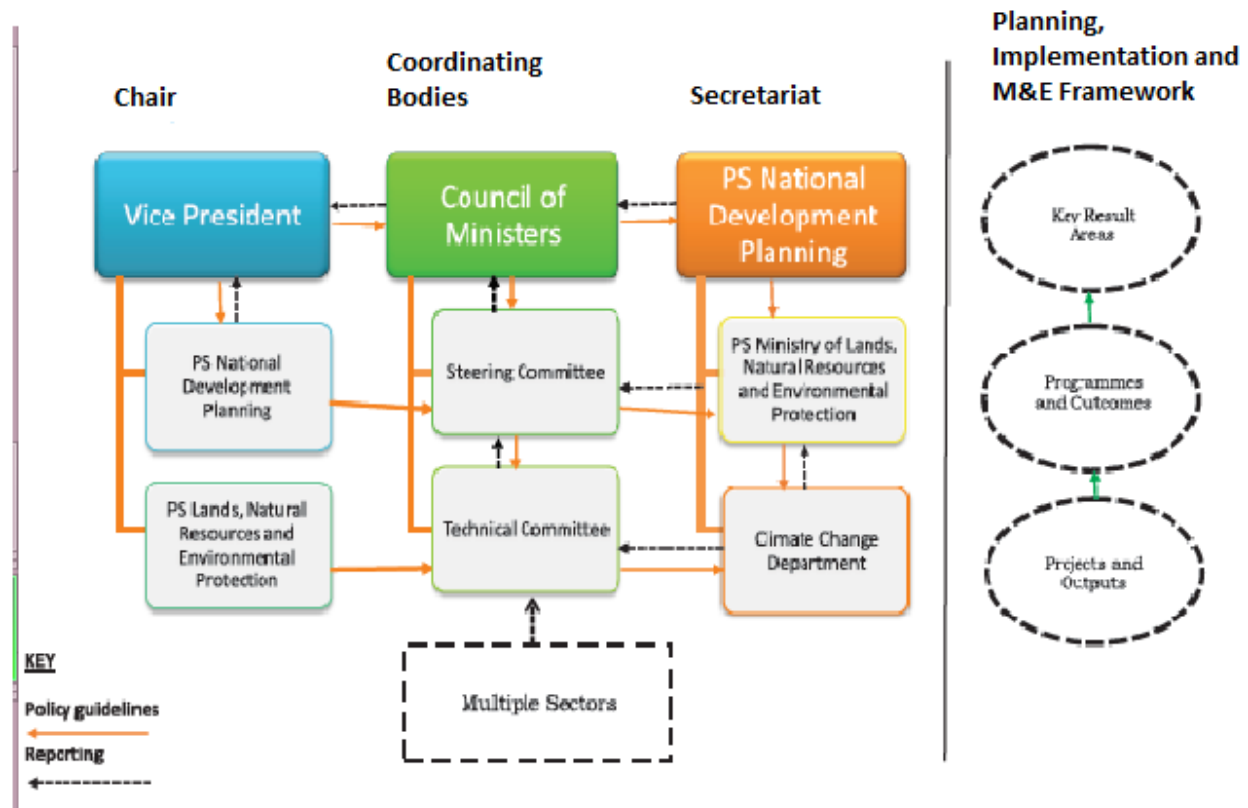 Planning,
Implementation and
M&E Framework
Coordinating
Bodies
Chair
Secretariat
Vice President
Council of
Ministers
PS National
Development
Planning
Key Result
Areas
PS National
Development
Planning
Steering Committee
PS Ministry of Lands,
Natural Resources
and Environmental
Protection
Programmes
and Outcomes
PS Lands, Natural
Resources and
Environmental
Protection
Technical Committee
Climate Change
Department
Projects and
Outputs
Multiple Sectors
KEY
Policy guidelines
Reporting